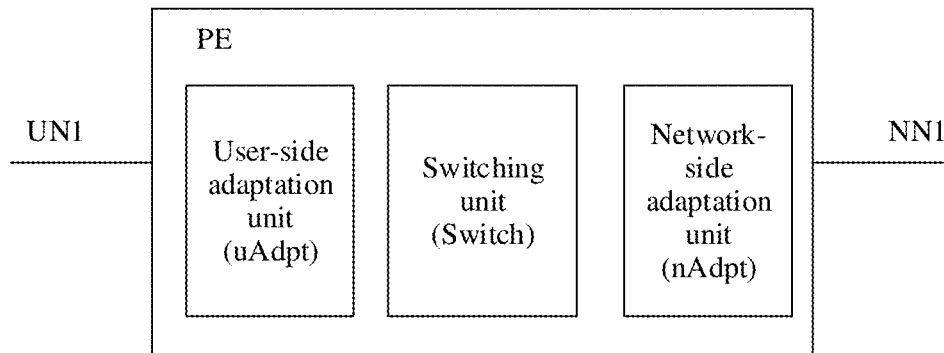 PE
UN1
User-side
adaptation
unit
(uAdpt)
Switching
unit
(Switch)
Network-
side
adaptation
unit
(nAdpt)
NN1